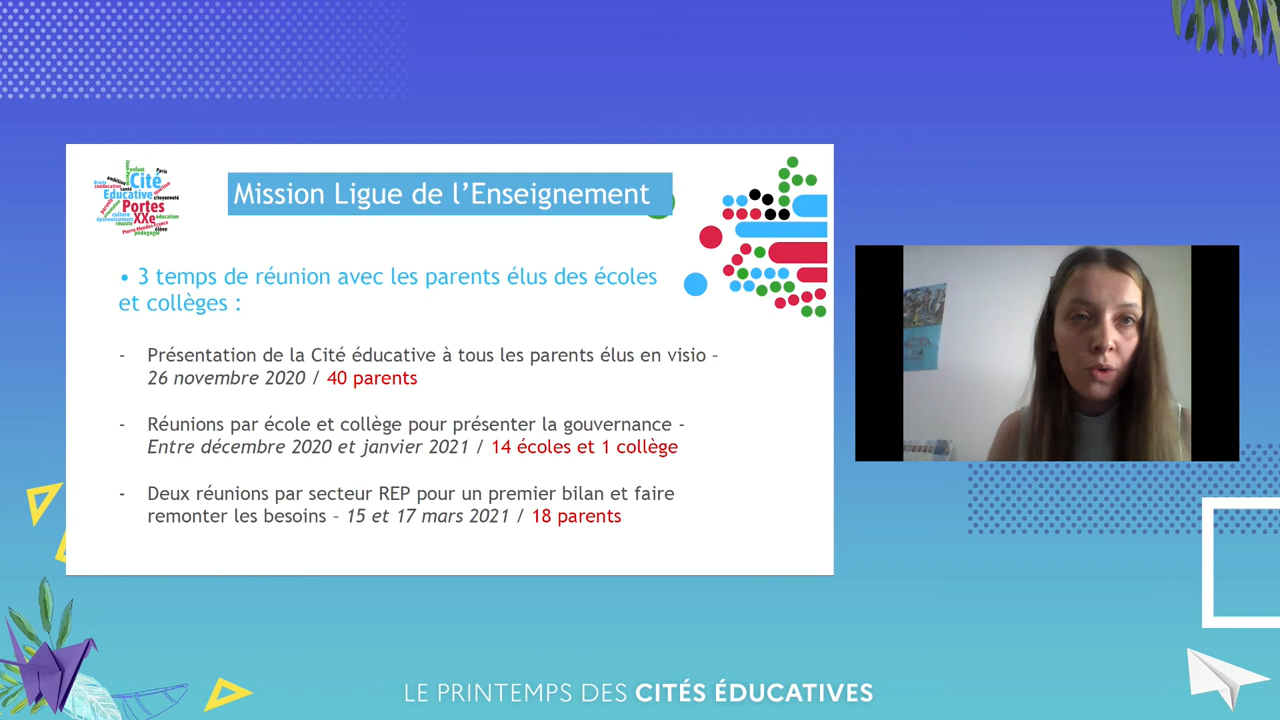 Cité
Educative
Portes
XXe
Mission Ligue de l’Enseignement
• 3 temps de réunion avec les parents élus des écoles
et collèges :
- Présentation de la Cité éducative à tous les parents élus en visio –
26 novembre 2020 / 40 parents
- Réunions par école et collège pour présenter la gouvernance -
Entre décembre 2020 et janvier 2021 / 14 écoles et 1 collège
- Deux réunions par secteur REP pour un premier bilan et faire
remonter les besoins – 15 et 17 mars 2021 / 18 parents
LE PRINTEMPS DES CITÉS ÉDUCATIVES